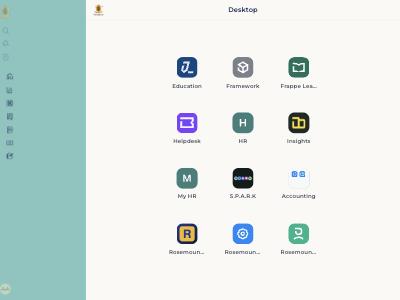 Desktop
Education
Framework
Frappe Lea...
Helpdesk
H
HR
Insights
M
My HR
S.P.A.R.K
Accounting
R
Rosemoun...
Rosemoun...
Rosemoun...